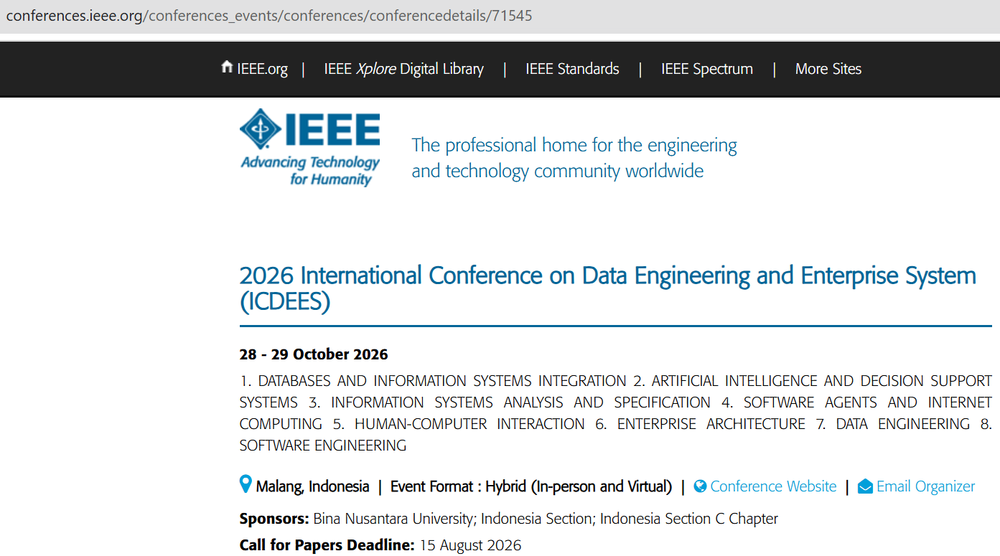 conferences.ieee.org/conferences_events/conferences/conferencedetails/71545
IEEE.org | IEEE Xplore Digital Library | IEEE Standards | IEEE Spectrum | More Sites
IEEE
Advancing Technology
for Humanity
The professional home for the engineering
and technology community worldwide
2026 International Conference on Data Engineering and Enterprise System
(ICDEES)
28 - 29 October 2026
1. DATABASES AND INFORMATION SYSTEMS INTEGRATION 2. ARTIFICIAL INTELLIGENCE AND DECISION SUPPORT
SYSTEMS 3. INFORMATION SYSTEMS ANALYSIS AND SPECIFICATION 4. SOFTWARE AGENTS AND INTERNET
COMPUTING 5. HUMAN-COMPUTER INTERACTION 6. ENTERPRISE ARCHITECTURE 7. DATA ENGINEERING 8.
SOFTWARE ENGINEERING
Malang, Indonesia | Event Format : Hybrid (In-person and Virtual) | Conference Website | Email Organizer
Sponsors: Bina Nusantara University; Indonesia Section; Indonesia Section C Chapter
Call for Papers Deadline: 15 August 2026